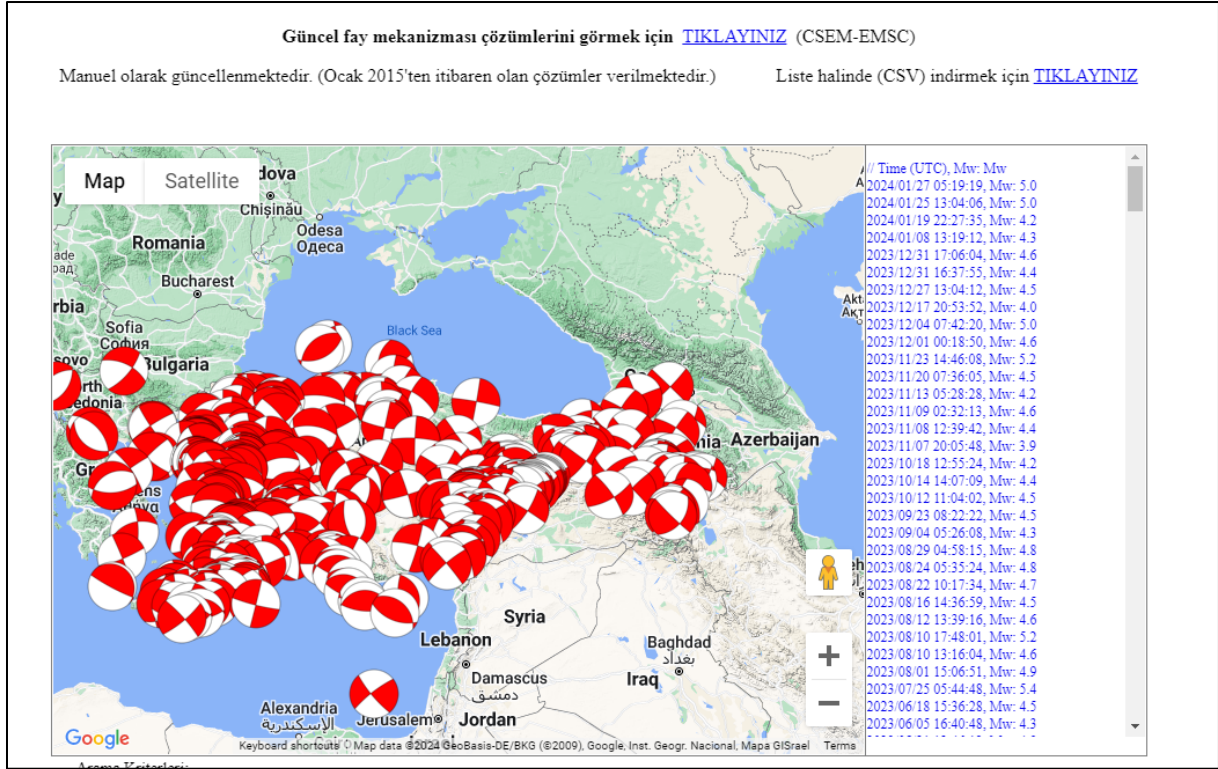 Güncel fay mekanizması çözümlerini görmek için TIKLAYINIZ (CSEM-EMSC)
Manuel olarak güncellenmektedir. (Ocak 2015'ten itibaren olan çözümler verilmektedir.) Liste halinde (CSV) indirmek için TIKLAYINIZ
Map Satellite
dova
Chișinău
Odesa
Одеса
Romania
Bucharest
rbia
Sofia
София
Bulgaria
Black Sea
sovo
rth
edonia
Azerbaijan
Gr
ens
Αθήνα
Syria
Lebanon
Damascus
دمشق
Baghdad
بغداد
Iraq
Alexandria
الإسكندرية
Jerusalem
Jordan
Google
Keyboard shortcuts Map data ©2024 GeoBasis-DE/BKG (©2009), Google, Inst. Geogr. Nacional, Mapa GISrael Terms
// Time (UTC), Mw: Mw
2024/01/27 05:19:19, Mw: 5.0
2024/01/25 13:04:06, Mw: 5.0
2024/01/19 22:27:35, Mw: 4.2
2024/01/08 13:19:12, Mw: 4.3
2023/12/31 17:06:04, Mw: 4.6
2023/12/31 16:37:55, Mw: 4.4
2023/12/27 13:04:12, Mw: 4.5
2023/12/17 20:53:52, Mw: 4.0
2023/12/04 07:42:20, Mw: 5.0
2023/12/01 00:18:50, Mw: 4.6
2023/11/23 14:46:08, Mw: 5.2
2023/11/20 07:36:05, Mw: 4.5
2023/11/13 05:28:28, Mw: 4.2
2023/11/09 02:32:13, Mw: 4.6
2023/11/08 12:39:42, Mw: 4.4
2023/11/07 20:05:48, Mw: 3.9
2023/10/18 12:55:24, Mw: 4.2
2023/10/14 14:07:09, Mw: 4.4
2023/10/12 11:04:02, Mw: 4.5
2023/09/23 08:22:22, Mw: 4.5
2023/09/04 05:26:08, Mw: 4.3
2023/08/29 04:58:15, Mw: 4.8
2023/08/24 05:35:24, Mw: 4.8
2023/08/22 10:17:34, Mw: 4.7
2023/08/16 14:36:59, Mw: 4.5
2023/08/12 13:39:16, Mw: 4.6
2023/08/10 17:48:01, Mw: 5.2
2023/08/10 13:16:04, Mw: 4.6
2023/08/01 15:06:51, Mw: 4.9
2023/07/25 05:44:48, Mw: 5.4
2023/06/18 15:36:28, Mw: 4.5
2023/06/05 16:40:48, Mw: 4.3